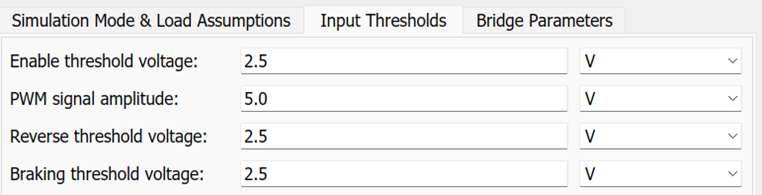 Simulation Mode & Load Assumptions Input Thresholds Bridge Parameters
Enable threshold voltage: 2.5 V
PWM signal amplitude: 5.0 V
Reverse threshold voltage: 2.5 V
Braking threshold voltage: 2.5 V